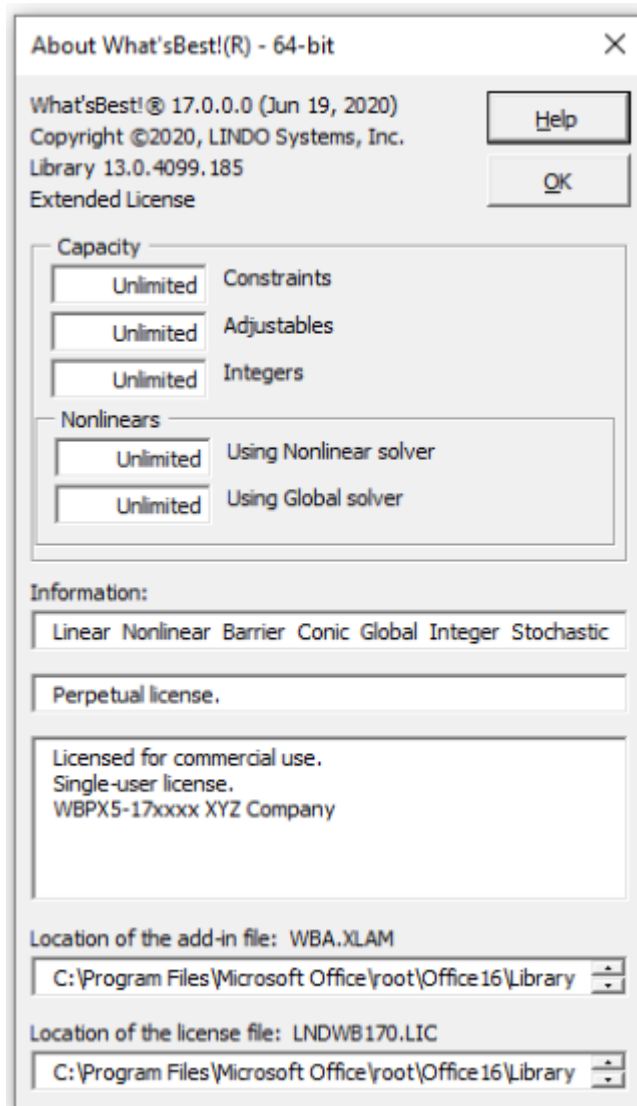 About What'sBest!(R) - 64-bit
What'sBest!® 17.0.0.0 (Jun 19, 2020)
Copyright ©2020, LINDO Systems, Inc.
Library 13.0.4099.185
Extended License
Help
OK
Capacity
Unlimited Constraints
Unlimited Adjustables
Unlimited Integers
Nonlinears
Unlimited Using Nonlinear solver
Unlimited Using Global solver
Information:
Linear Nonlinear Barrier Conic Global Integer Stochastic
Perpetual license.
Licensed for commercial use.
Single-user license.
WBPX5-17xxxx XYZ Company
Location of the add-in file: WBA.XLAM
C:\Program Files\Microsoft Office\root\Office16\Library
Location of the license file: LNDWB170.LIC
C:\Program Files\Microsoft Office\root\Office16\Library